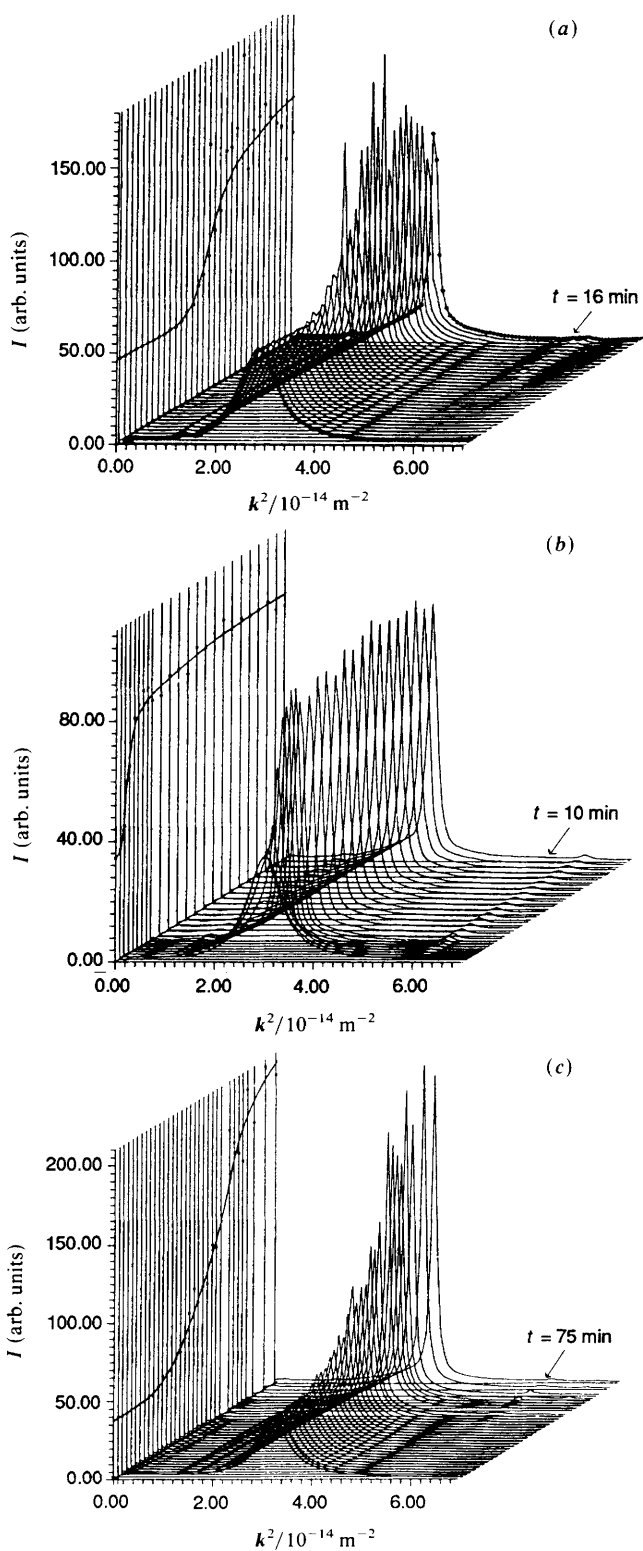 (a)
150.00
100.00
I (arb. units)
t = 16 min
50.00
0.00
0.00 2.00 4.00 6.00
k²/10⁻¹⁴ m⁻²
(b)
80.00
I (arb. units)
t = 10 min
40.00
0.00
0.00 2.00 4.00 6.00
k²/10⁻¹⁴ m⁻²
(c)
200.00
150.00
I (arb. units)
100.00
t = 75 min
50.00
0.00
0.00 2.00 4.00 6.00
k²/10⁻¹⁴ m⁻²